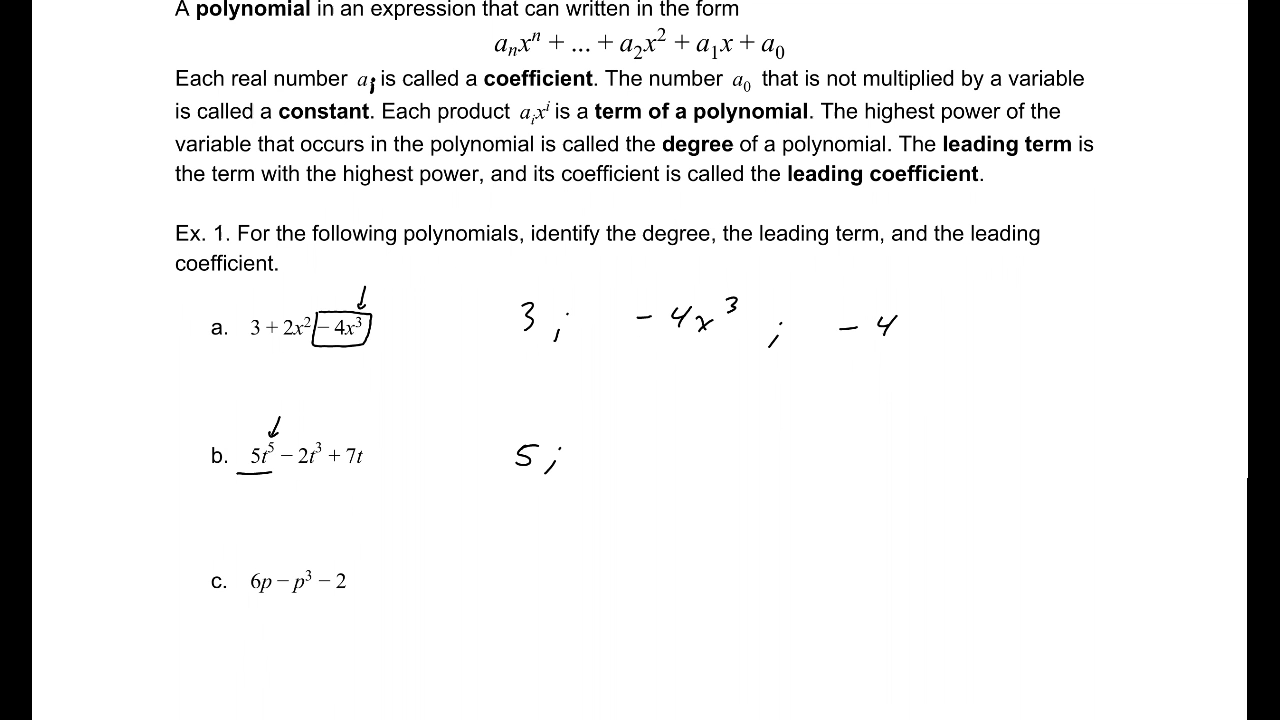 A polynomial in an expression that can written in the form
aₙxⁿ + ... + a₂x² + a₁x + a₀
Each real number aᵢ is called a coefficient. The number a₀ that is not multiplied by a variable
is called a constant. Each product aᵢxⁱ is a term of a polynomial. The highest power of the
variable that occurs in the polynomial is called the degree of a polynomial. The leading term is
the term with the highest power, and its coefficient is called the leading coefficient.
Ex. 1. For the following polynomials, identify the degree, the leading term, and the leading
coefficient.
a. 3 + 2x² − 4x³ 3 ; - 4x³ ; - 4
b. 5t⁵ − 2t³ + 7t 5 ;
c. 6p − p³ − 2